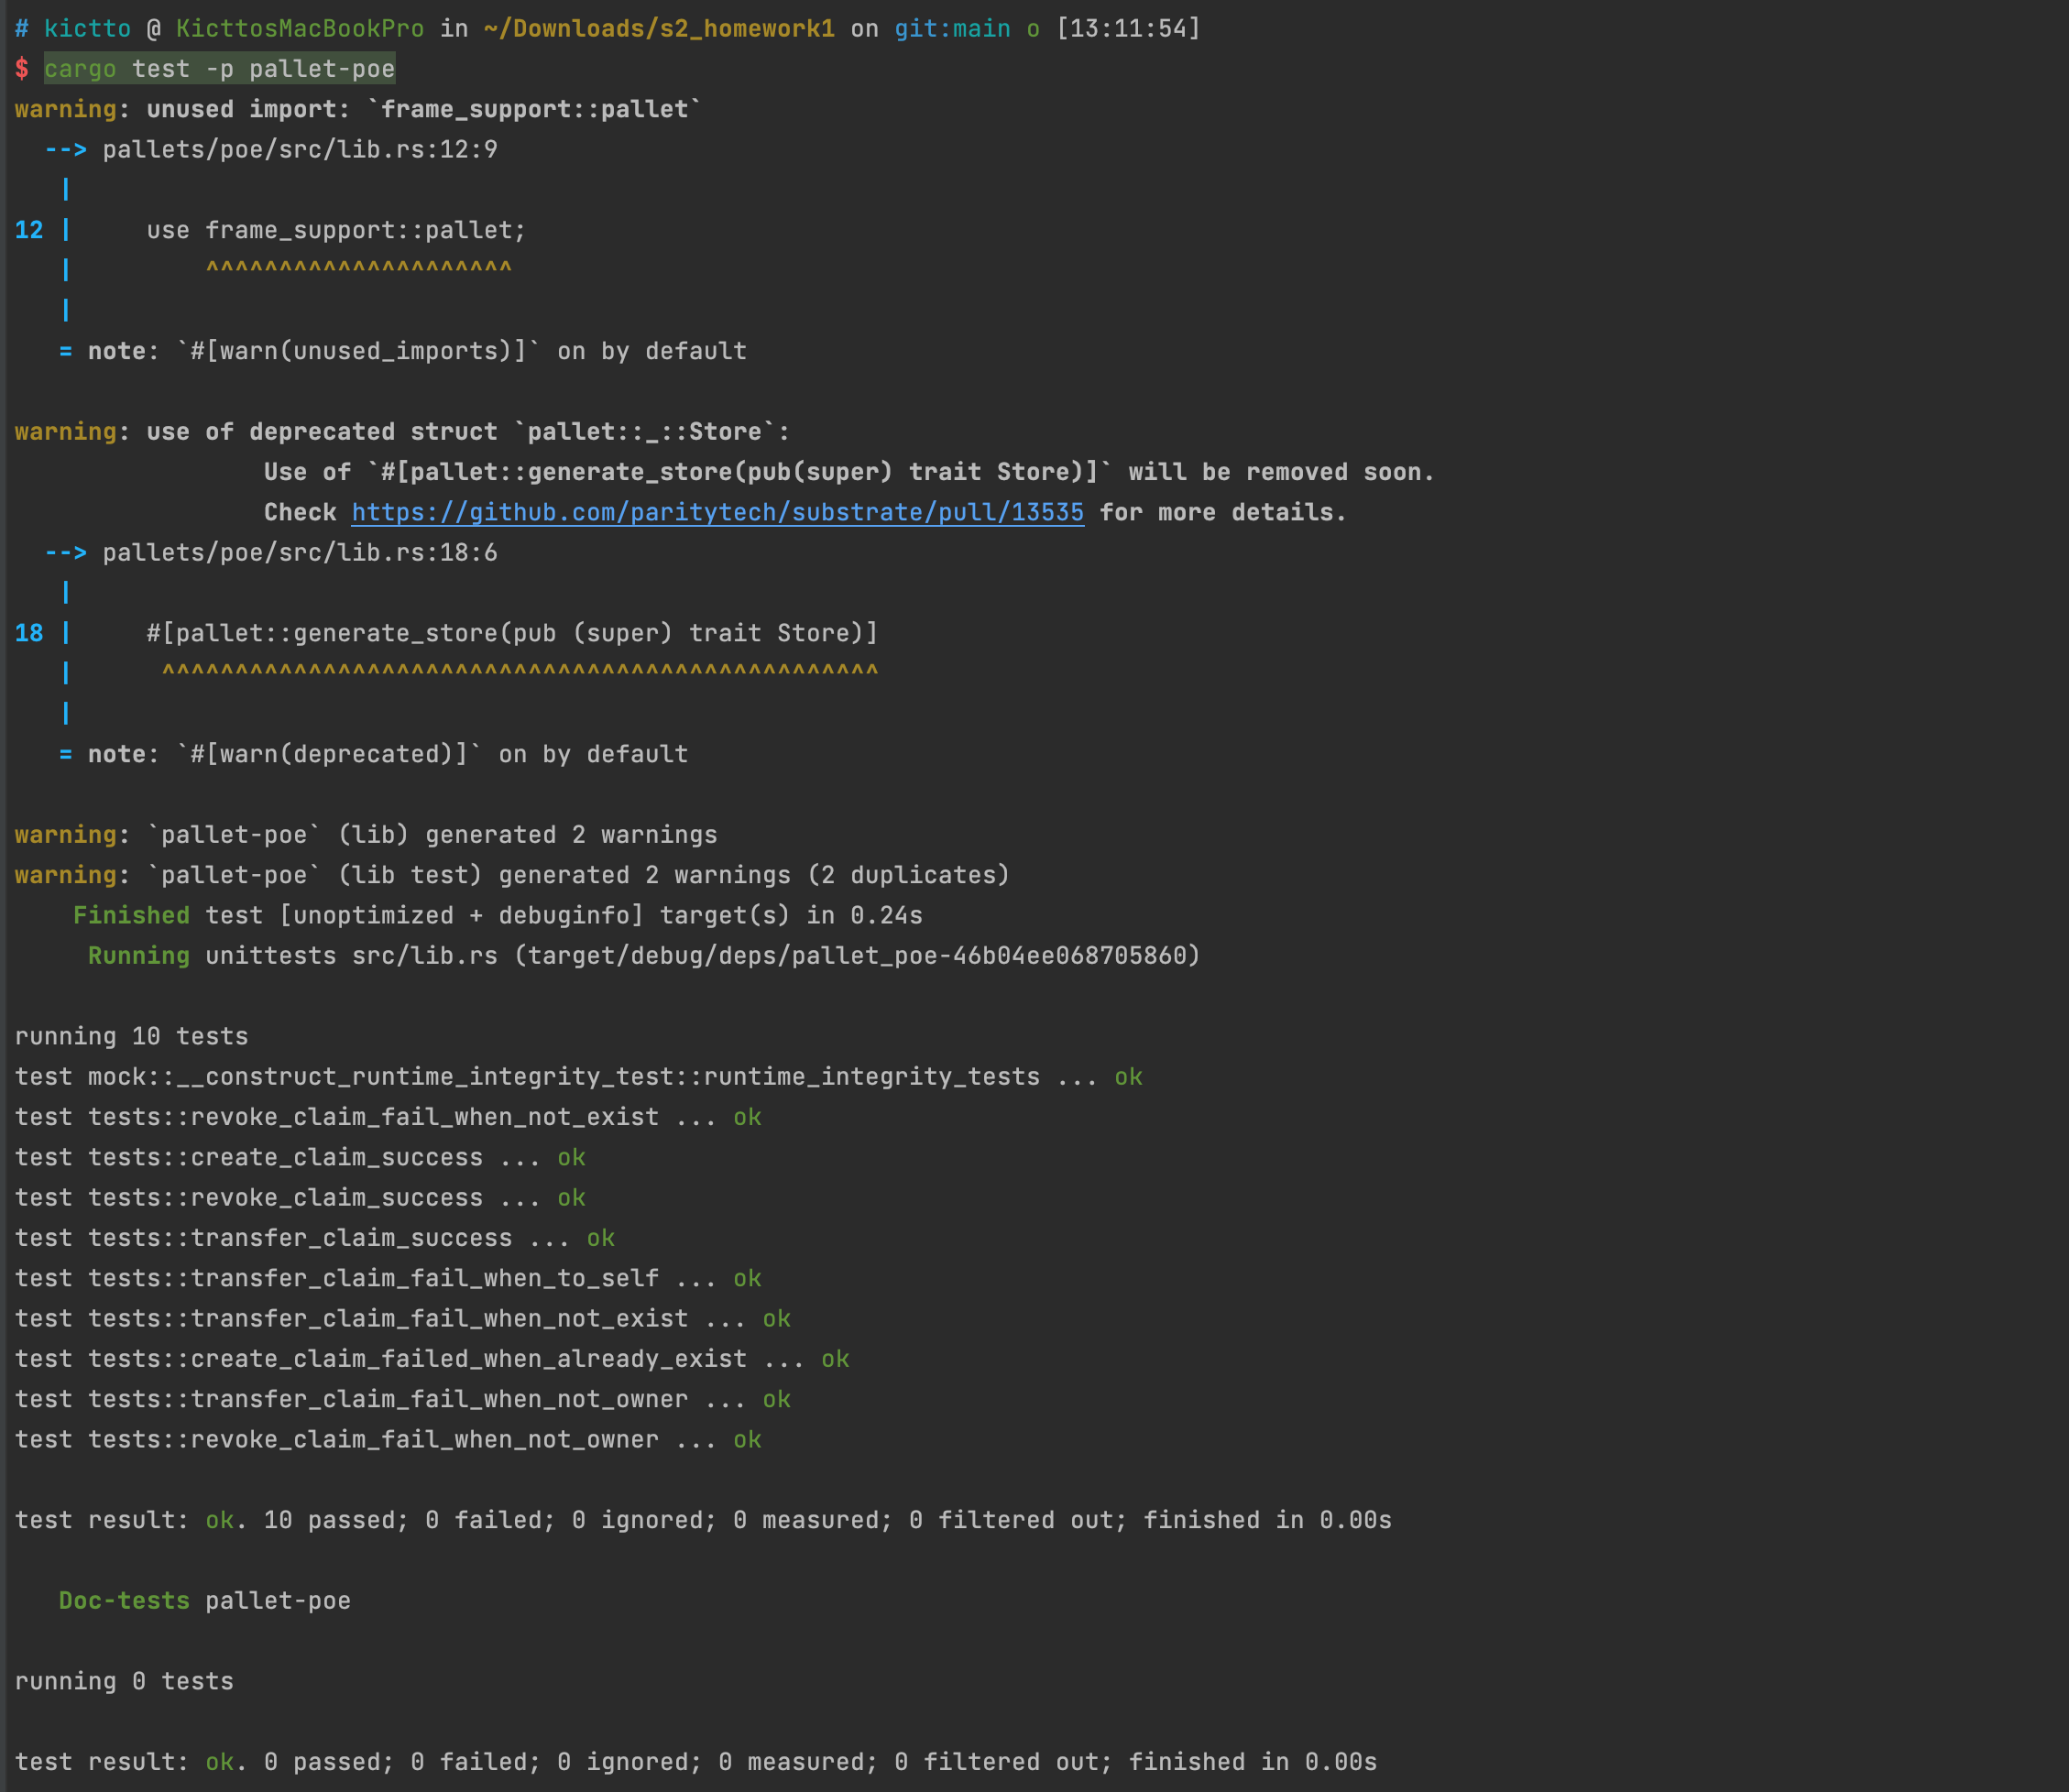 # kictto @ KicttosMacBookPro in ~/Downloads/s2_homework1 on git:main o [13:11:54]
$ cargo test -p pallet-poe
warning: unused import: `frame_support::pallet`
  --> pallets/poe/src/lib.rs:12:9
   |
12 |     use frame_support::pallet;
   |         ^^^^^^^^^^^^^^^^^^^^^
   |
   = note: `#[warn(unused_imports)]` on by default

warning: use of deprecated struct `pallet::_::Store`:
                 Use of `#[pallet::generate_store(pub(super) trait Store)]` will be removed soon.
                 Check https://github.com/paritytech/substrate/pull/13535 for more details.
  --> pallets/poe/src/lib.rs:18:6
   |
18 |     #[pallet::generate_store(pub (super) trait Store)]
   |      ^^^^^^^^^^^^^^^^^^^^^^^^^^^^^^^^^^^^^^^^^^^^^^^^^
   |
   = note: `#[warn(deprecated)]` on by default

warning: `pallet-poe` (lib) generated 2 warnings
warning: `pallet-poe` (lib test) generated 2 warnings (2 duplicates)
    Finished test [unoptimized + debuginfo] target(s) in 0.24s
     Running unittests src/lib.rs (target/debug/deps/pallet_poe-46b04ee068705860)

running 10 tests
test mock::__construct_runtime_integrity_test::runtime_integrity_tests ... ok
test tests::revoke_claim_fail_when_not_exist ... ok
test tests::create_claim_success ... ok
test tests::revoke_claim_success ... ok
test tests::transfer_claim_success ... ok
test tests::transfer_claim_fail_when_to_self ... ok
test tests::transfer_claim_fail_when_not_exist ... ok
test tests::create_claim_failed_when_already_exist ... ok
test tests::transfer_claim_fail_when_not_owner ... ok
test tests::revoke_claim_fail_when_not_owner ... ok

test result: ok. 10 passed; 0 failed; 0 ignored; 0 measured; 0 filtered out; finished in 0.00s

   Doc-tests pallet-poe

running 0 tests

test result: ok. 0 passed; 0 failed; 0 ignored; 0 measured; 0 filtered out; finished in 0.00s